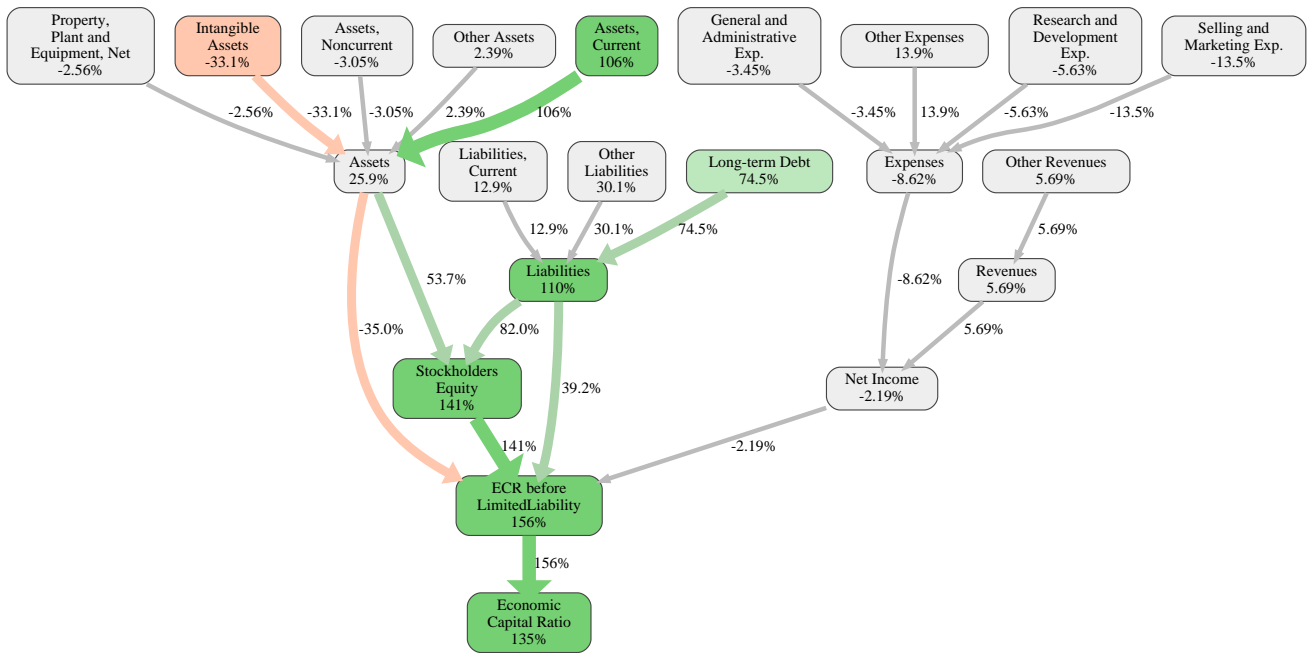 Property,
Plant and
Equipment, Net
-2.56%
Intangible
Assets
-33.1%
Assets,
Noncurrent
-3.05%
Other Assets
2.39%
Assets,
Current
106%
General and
Administrative
Exp.
-3.45%
Other Expenses
13.9%
Research and
Development
Exp.
-5.63%
Selling and
Marketing Exp.
-13.5%
-2.56%
-33.1%
-3.05%
2.39%
106%
-3.45%
13.9%
-5.63%
-13.5%
Assets
25.9%
Liabilities,
Current
12.9%
Other
Liabilities
30.1%
Long-term Debt
74.5%
Expenses
-8.62%
Other Revenues
5.69%
12.9%
30.1%
74.5%
5.69%
53.7%
Liabilities
110%
-8.62%
Revenues
5.69%
-35.0%
82.0%
5.69%
Stockholders
Equity
141%
39.2%
Net Income
-2.19%
141%
-2.19%
ECR before
LimitedLiability
156%
156%
Economic
Capital Ratio
135%